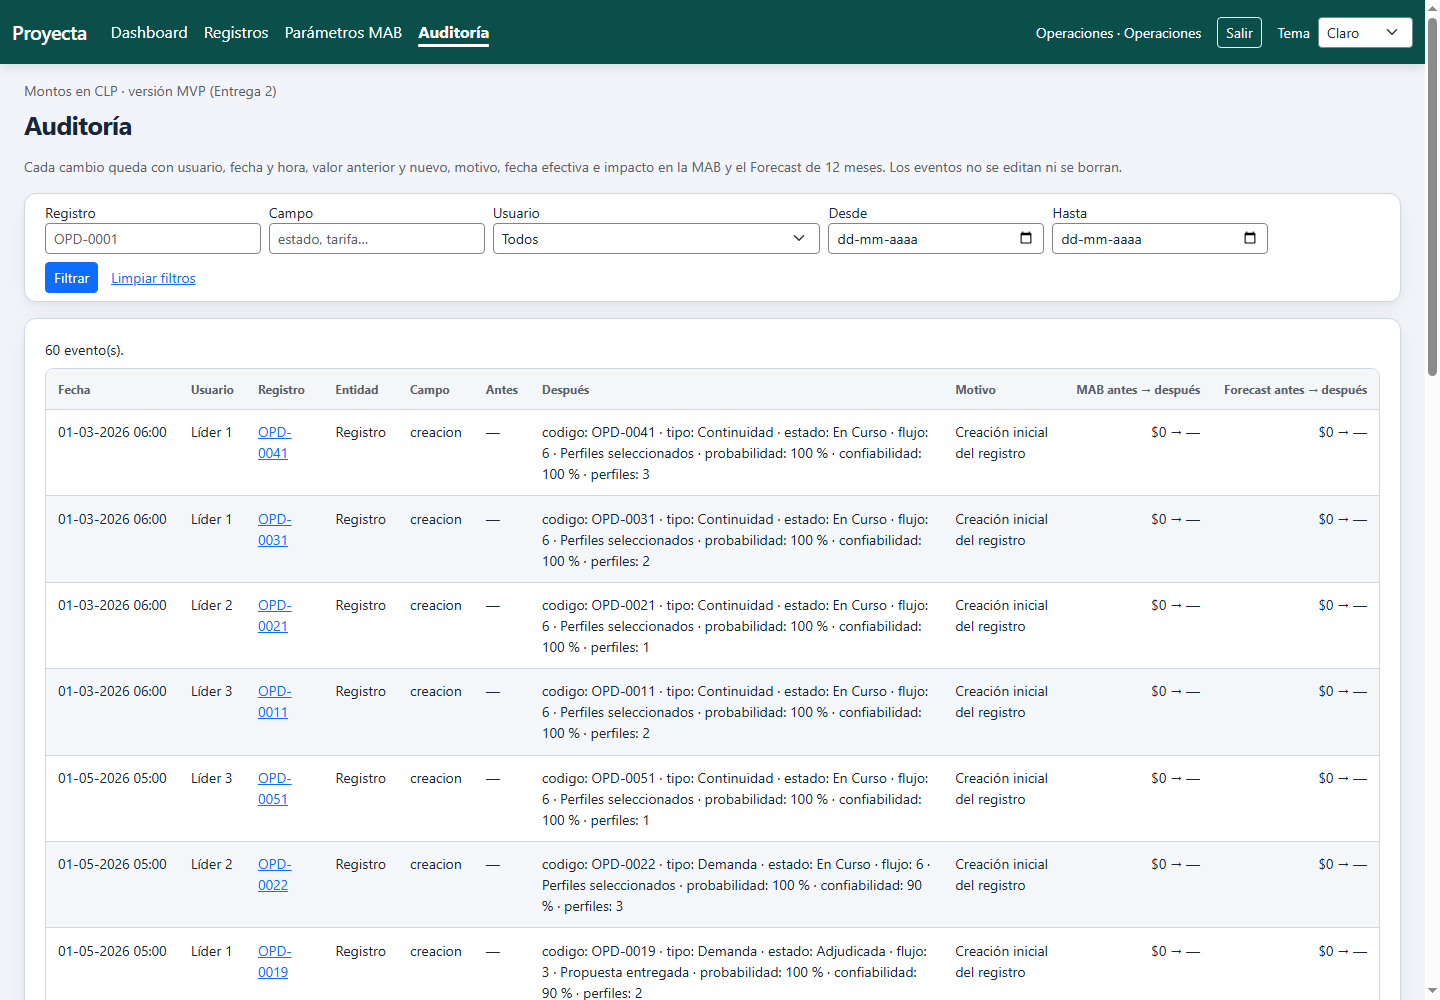 Proyecta Dashboard Registros Parámetros MAB Auditoría Operaciones · Operaciones Salir Tema Claro
Montos en CLP · versión MVP (Entrega 2)
Auditoría
Cada cambio queda con usuario, fecha y hora, valor anterior y nuevo, motivo, fecha efectiva e impacto en la MAB y el Forecast de 12 meses. Los eventos no se editan ni se borran.
Registro Campo Usuario Desde Hasta
OPD-0001 estado, tarifa... Todos dd-mm-aaaa dd-mm-aaaa
Filtrar Limpiar filtros
60 evento(s).
Fecha Usuario Registro Entidad Campo Antes Después Motivo MAB antes → después Forecast antes → después
01-03-2026 06:00 Líder 1 OPD- Registro creacion — codigo: OPD-0041 · tipo: Continuidad · estado: En Curso · flujo: Creación inicial $0 → — $0 → —
0041 6 · Perfiles seleccionados · probabilidad: 100 % · confiabilidad: del registro
100 % · perfiles: 3
01-03-2026 06:00 Líder 1 OPD- Registro creacion — codigo: OPD-0031 · tipo: Continuidad · estado: En Curso · flujo: Creación inicial $0 → — $0 → —
0031 6 · Perfiles seleccionados · probabilidad: 100 % · confiabilidad: del registro
100 % · perfiles: 2
01-03-2026 06:00 Líder 2 OPD- Registro creacion — codigo: OPD-0021 · tipo: Continuidad · estado: En Curso · flujo: Creación inicial $0 → — $0 → —
0021 6 · Perfiles seleccionados · probabilidad: 100 % · confiabilidad: del registro
100 % · perfiles: 1
01-03-2026 06:00 Líder 3 OPD- Registro creacion — codigo: OPD-0011 · tipo: Continuidad · estado: En Curso · flujo: Creación inicial $0 → — $0 → —
0011 6 · Perfiles seleccionados · probabilidad: 100 % · confiabilidad: del registro
100 % · perfiles: 2
01-05-2026 05:00 Líder 3 OPD- Registro creacion — codigo: OPD-0051 · tipo: Continuidad · estado: En Curso · flujo: Creación inicial $0 → — $0 → —
0051 6 · Perfiles seleccionados · probabilidad: 100 % · confiabilidad: del registro
100 % · perfiles: 1
01-05-2026 05:00 Líder 2 OPD- Registro creacion — codigo: OPD-0022 · tipo: Demanda · estado: En Curso · flujo: 6 · Creación inicial $0 → — $0 → —
0022 Perfiles seleccionados · probabilidad: 100 % · confiabilidad: 90 del registro
% · perfiles: 3
01-05-2026 05:00 Líder 1 OPD- Registro creacion — codigo: OPD-0019 · tipo: Demanda · estado: Adjudicada · flujo: Creación inicial $0 → — $0 → —
0019 3 · Propuesta entregada · probabilidad: 100 % · confiabilidad: del registro
90 % · perfiles: 2